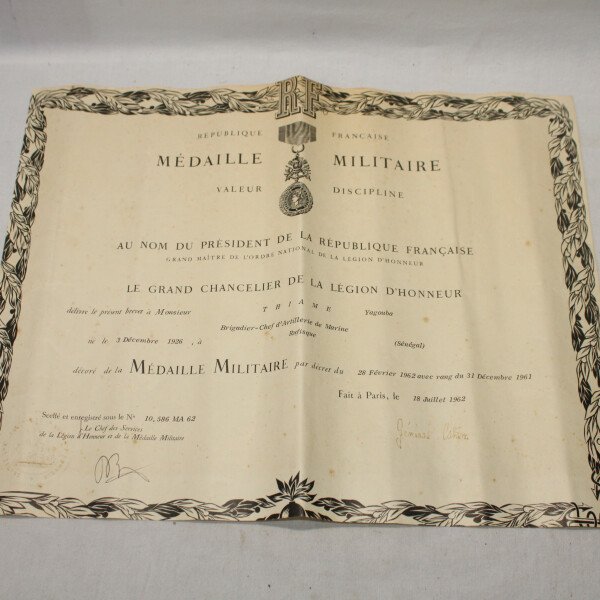 RF
RÉPUBLIQUE FRANÇAISE
MÉDAILLE MILITAIRE
VALEUR DISCIPLINE
AU NOM DU PRÉSIDENT DE LA RÉPUBLIQUE FRANÇAISE
GRAND MAÎTRE DE L'ORDRE NATIONAL DE LA LÉGION D'HONNEUR
LE GRAND CHANCELIER DE LA LÉGION D'HONNEUR
délivre le présent brevet à Monsieur THIAME Yagouba
Brigadier-Chef d'Artillerie de Marine
né le 3 Décembre 1926, à Rufisque (Sénégal)
décoré de la MÉDAILLE MILITAIRE par décret du 28 Février 1962 avec rang du 31 Décembre 1961
Fait à Paris, le 18 Juillet 1962
Scellé et enregistré sous le Nº 10,586 MA 62
Le Chef des Services
de la Légion d'Honneur et de la Médaille Militaire